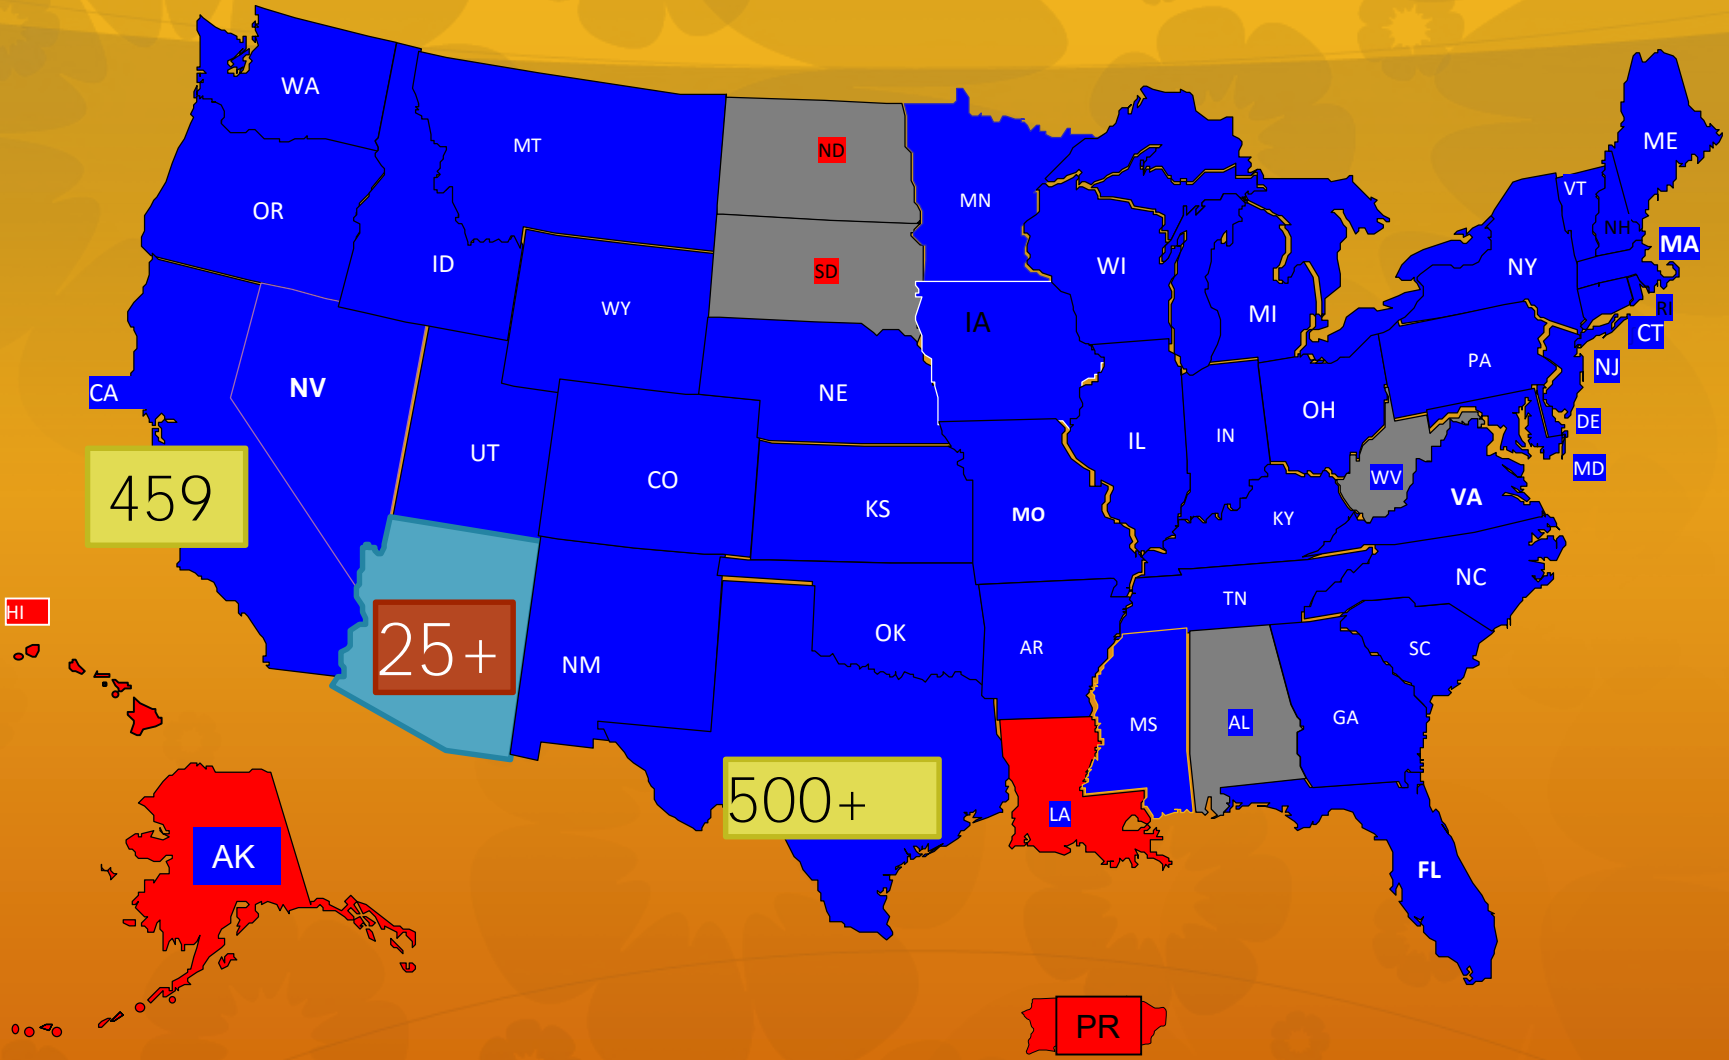 WA
MT
ND
MN
ME
VT
NH
MA
OR
ID
SD
WI
NY
WY
IA
MI
RI
CT
CA
NV
NE
PA
NJ
OH
UT
CO
IL
IN
DE
MD
459
KS
MO
KY
WV
VA
NC
HI
25+
NM
OK
AR
TN
SC
MS
AL
GA
500+
LA
AK
FL
PR